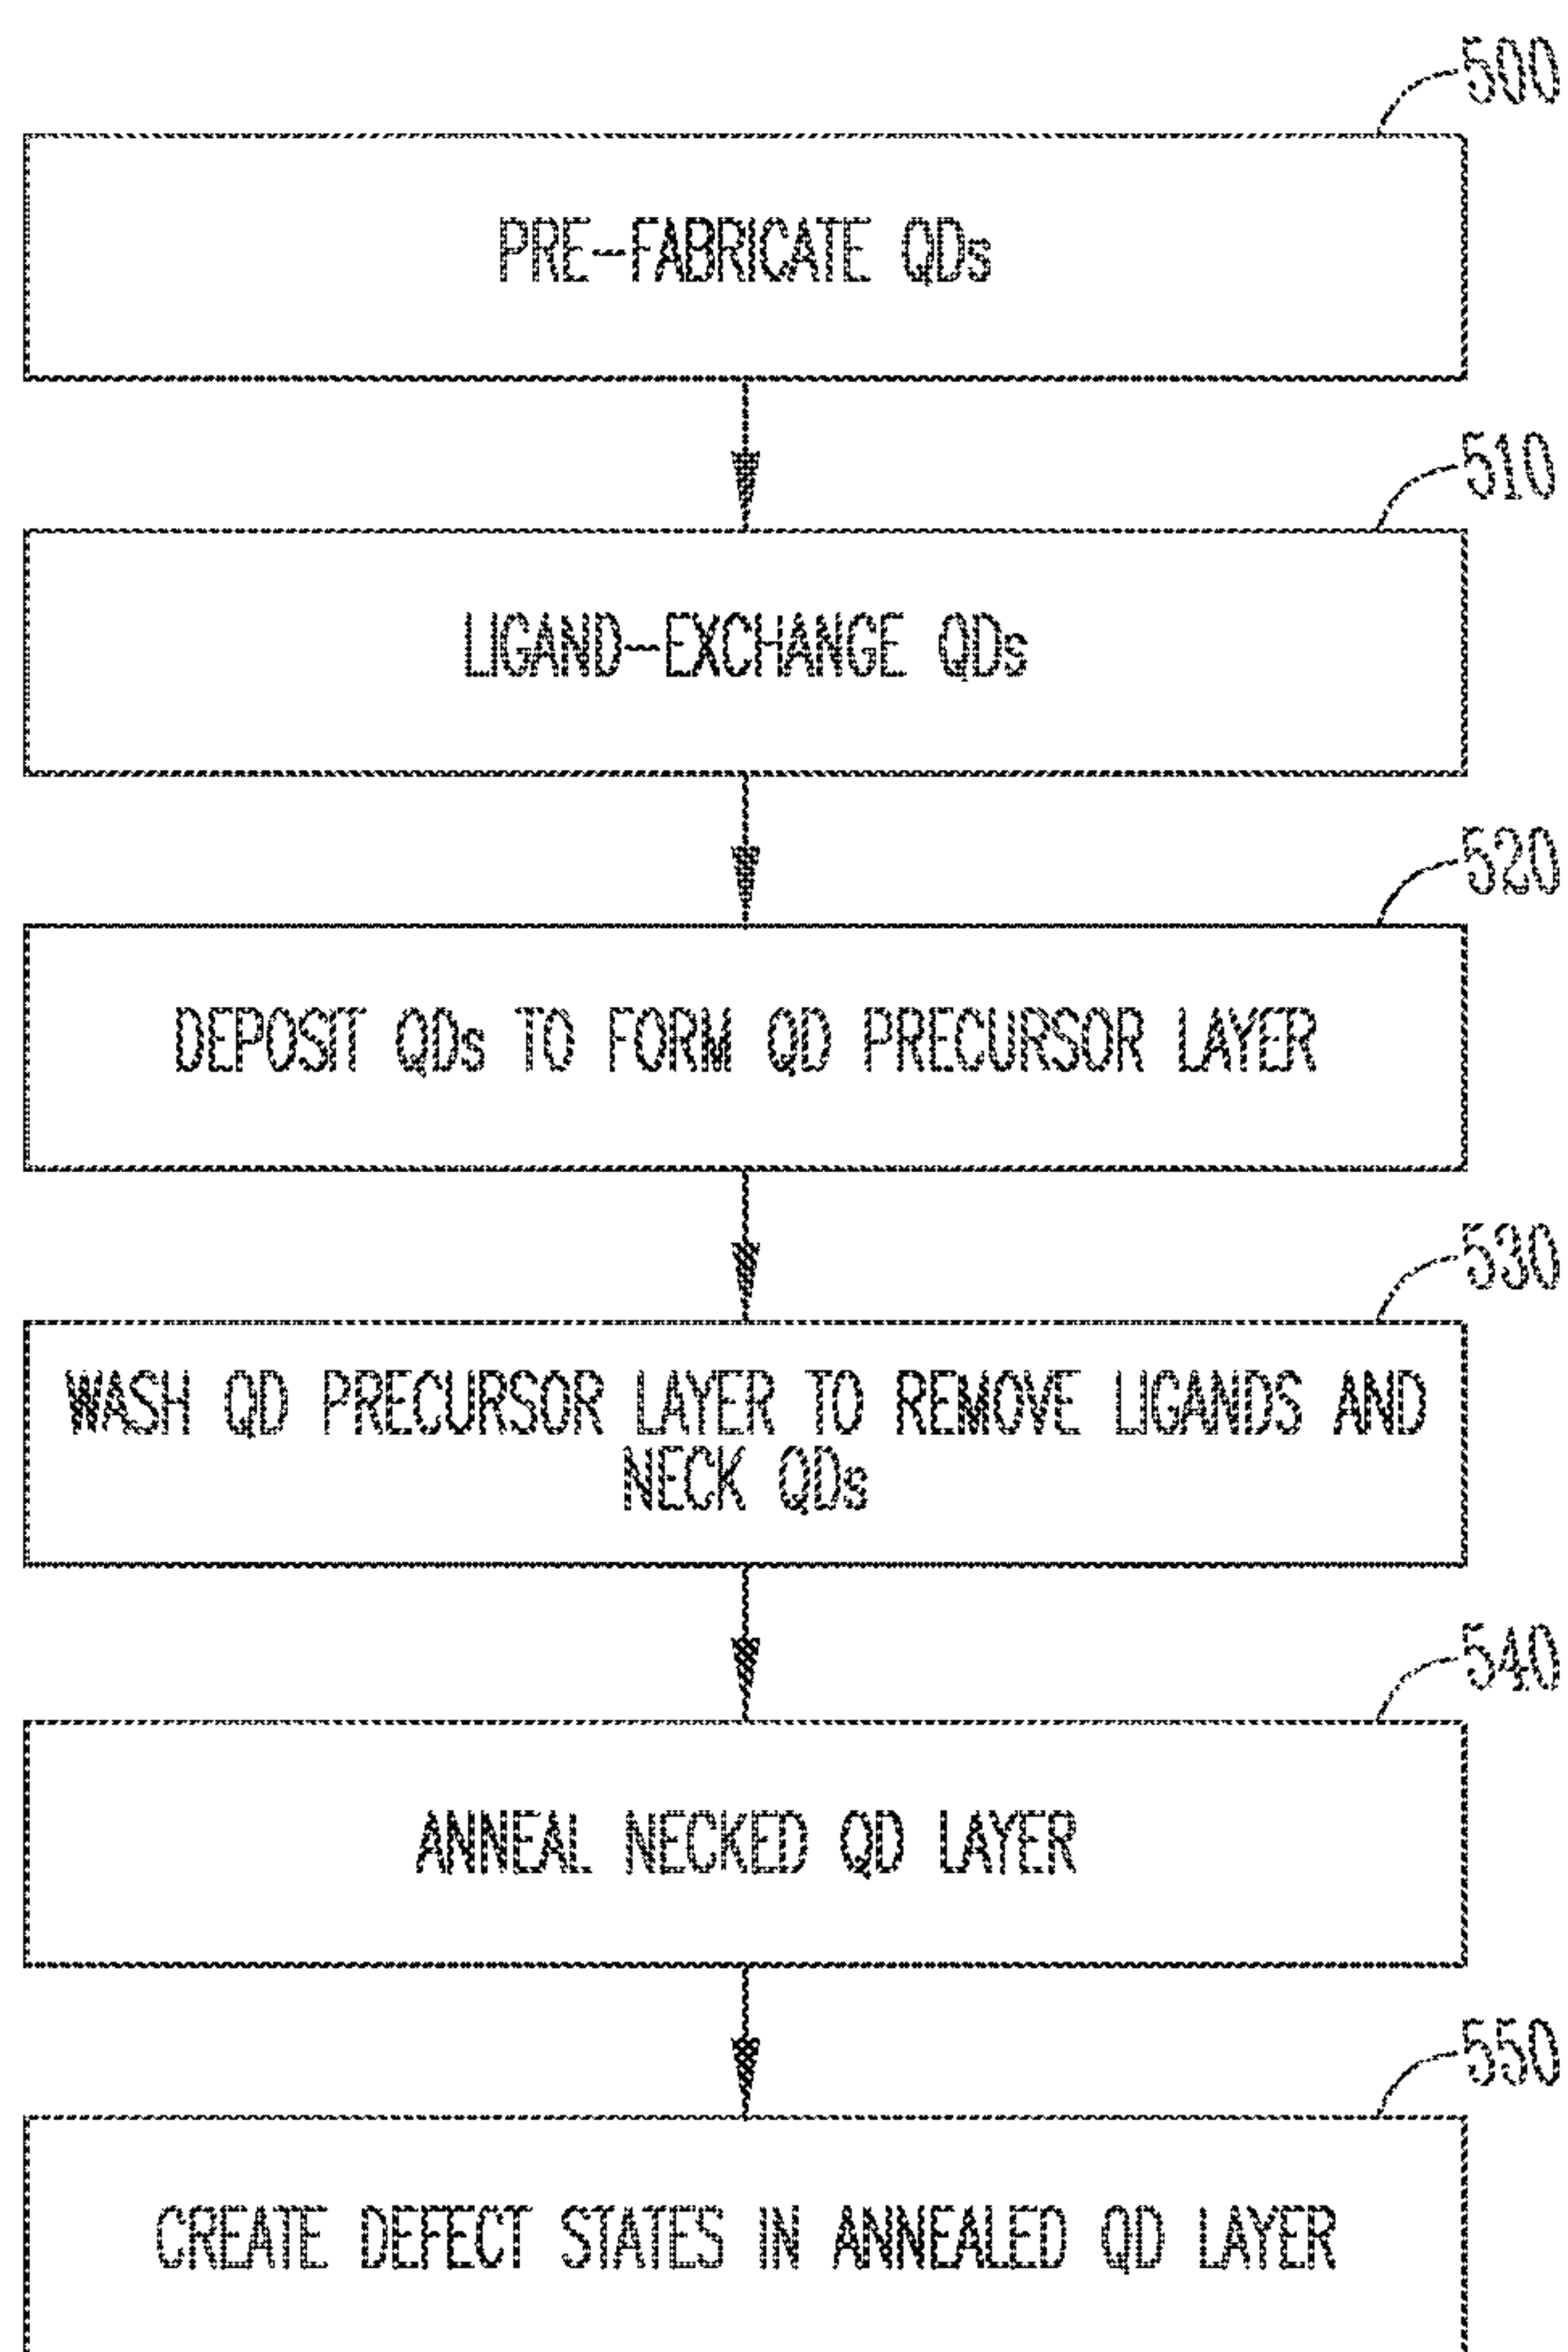 500
PRE-FABRICATE QDs
510
LIGAND-EXCHANGE QDs
520
DEPOSIT QDs TO FORM QD PRECURSOR LAYER
530
WASH QD PRECURSOR LAYER TO REMOVE LIGANDS AND
NECK QDs
540
ANNEAL NECKED QD LAYER
550
CREATE DEFECT STATES IN ANNEALED QD LAYER